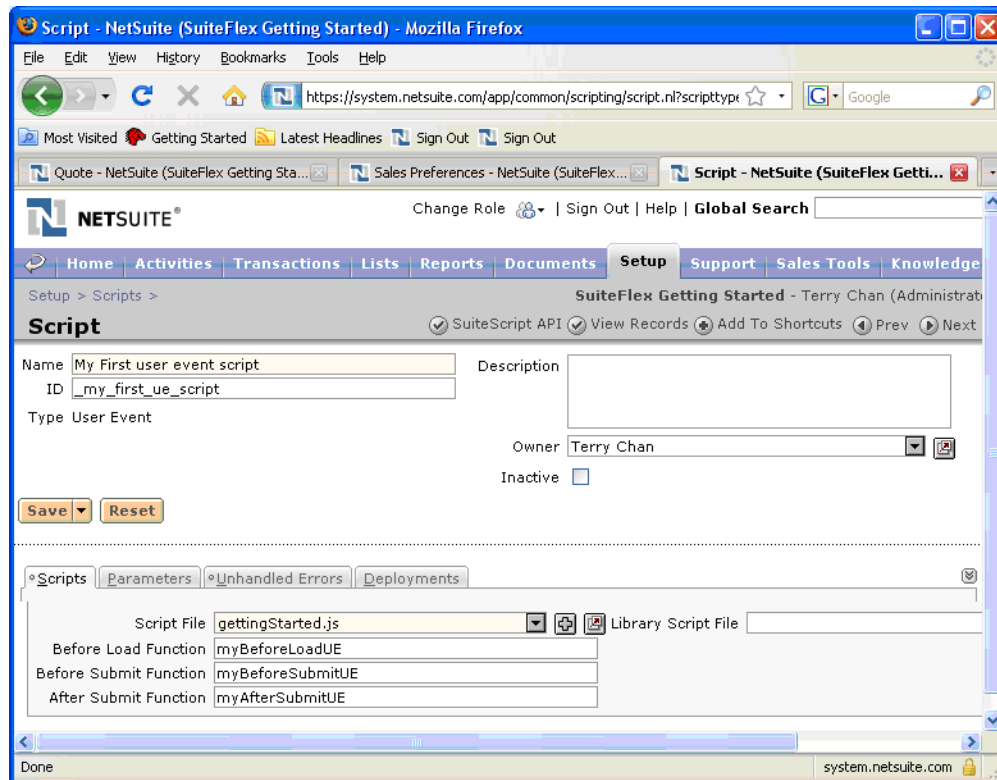 Script - NetSuite (SuiteFlex Getting Started) - Mozilla Firefox
File Edit View History Bookmarks Tools Help
N https://system.netsuite.com/app/common/scripting/script.nl?scripttype G Google
Most Visited Getting Started Latest Headlines N Sign Out N Sign Out
N Quote - NetSuite (SuiteFlex Getting Sta... N Sales Preferences - NetSuite (SuiteFlex... N Script - NetSuite (SuiteFlex Getti...
N NETSUITE® Change Role | Sign Out | Help | Global Search
Home Activities Transactions Lists Reports Documents Setup Support Sales Tools Knowledge
Setup > Scripts > SuiteFlex Getting Started - Terry Chan (Administrat
Script SuiteScript API View Records Add To Shortcuts Prev Next
Name My First user event script Description
ID _my_first_ue_script
Type User Event
Owner Terry Chan
Inactive
Save Reset
Scripts Parameters Unhandled Errors Deployments
Script File gettingStarted.js Library Script File
Before Load Function myBeforeLoadUE
Before Submit Function myBeforeSubmitUE
After Submit Function myAfterSubmitUE
Done system.netsuite.com